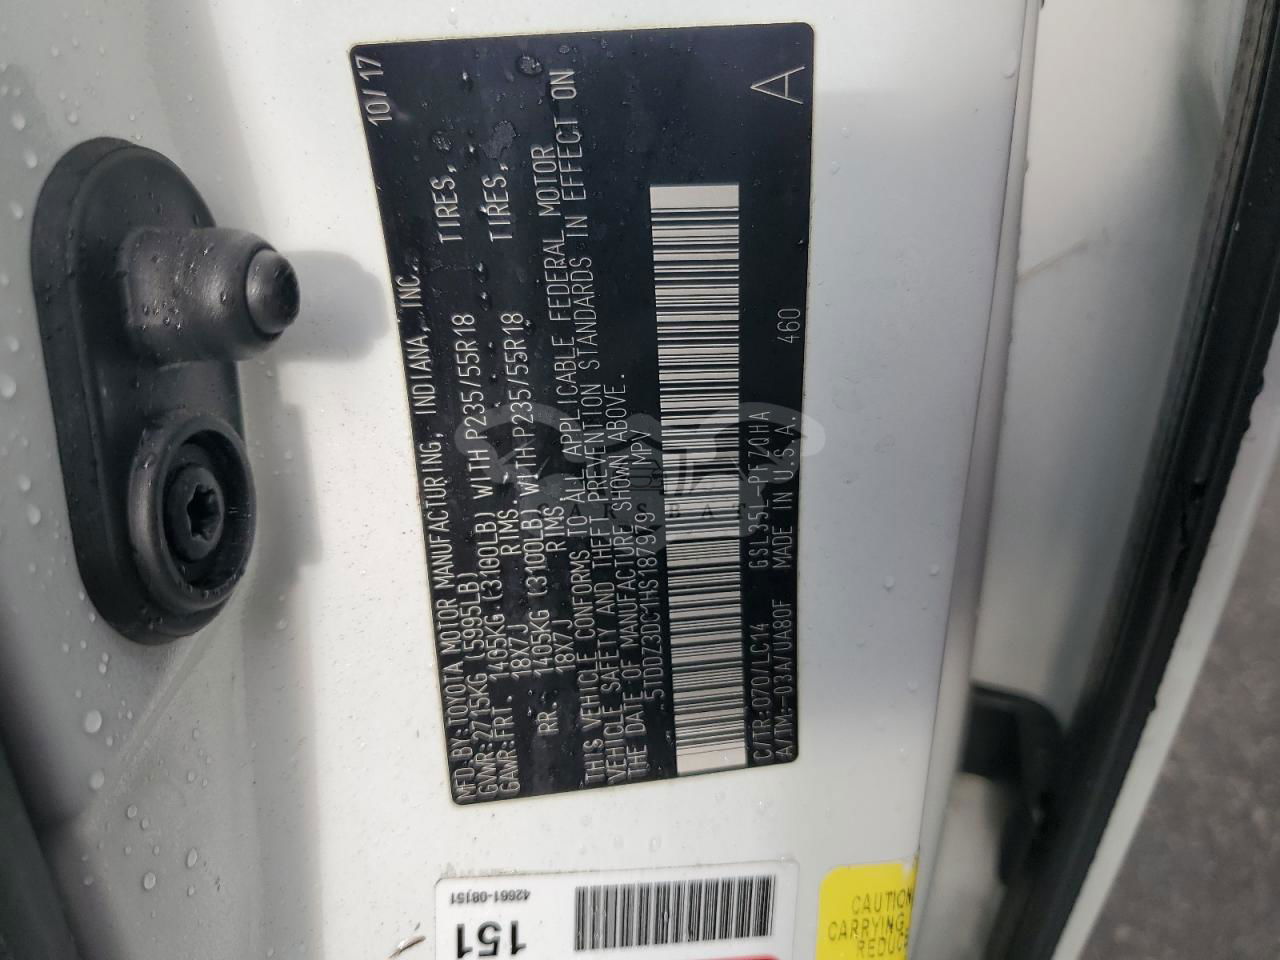 MFD.BY:TOYOTA MOTOR MANUFACTURING, INDIANA, INC. 10/17
GVWR:2715KG (5995LB)
GAWR:FRT. 1405KG (3100LB) WITH P235/55R18 TIRES,
18X7J RIMS.
RR. 1405KG (3100LB) WITH P235/55R18 TIRES,
18X7J RIMS.
THIS VEHICLE CONFORMS TO ALL APPLICABLE FEDERAL MOTOR
VEHICLE SAFETY AND THEFT PREVENTION STANDARDS IN EFFECT ON
THE DATE OF MANUFACTURE SHOWN ABOVE.
5TDDZ3DC1HS187979 MPV
C/TR:070/LC14 GSL35L-PFZQHA 460 A
A/TM-03A/UA80F MADE IN U.S.A
42661-08151
151
CAUTION
CARRYING
REDUCE
CARSBAC